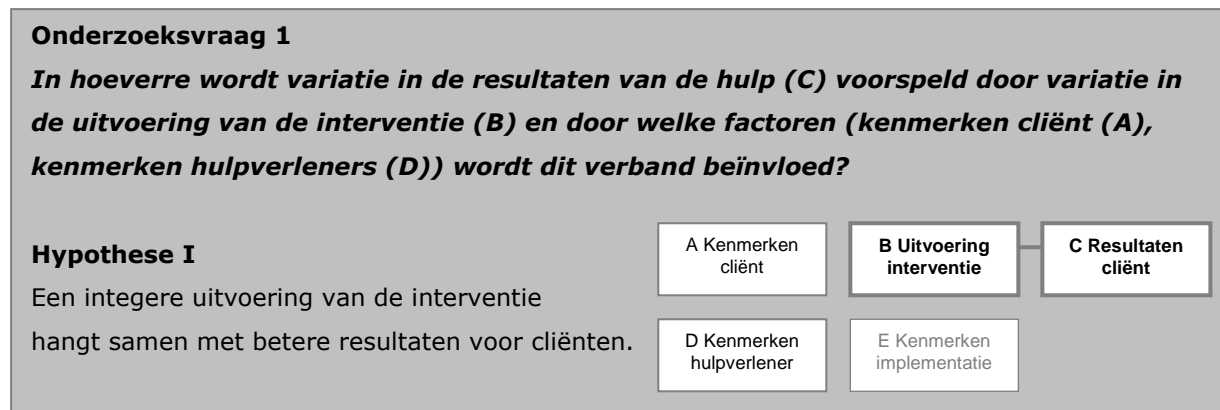 Onderzoeksvraag 1
In hoeverre wordt variatie in de resultaten van de hulp (C) voorspeld door variatie in
de uitvoering van de interventie (B) en door welke factoren (kenmerken cliënt (A),
kenmerken hulpverleners (D)) wordt dit verband beïnvloed?
Hypothese I
Een integere uitvoering van de interventie
hangt samen met betere resultaten voor cliënten.
A Kenmerken
cliënt
B Uitvoering
interventie
C Resultaten
cliënt
D Kenmerken
hulpverlener
E Kenmerken
implementatie